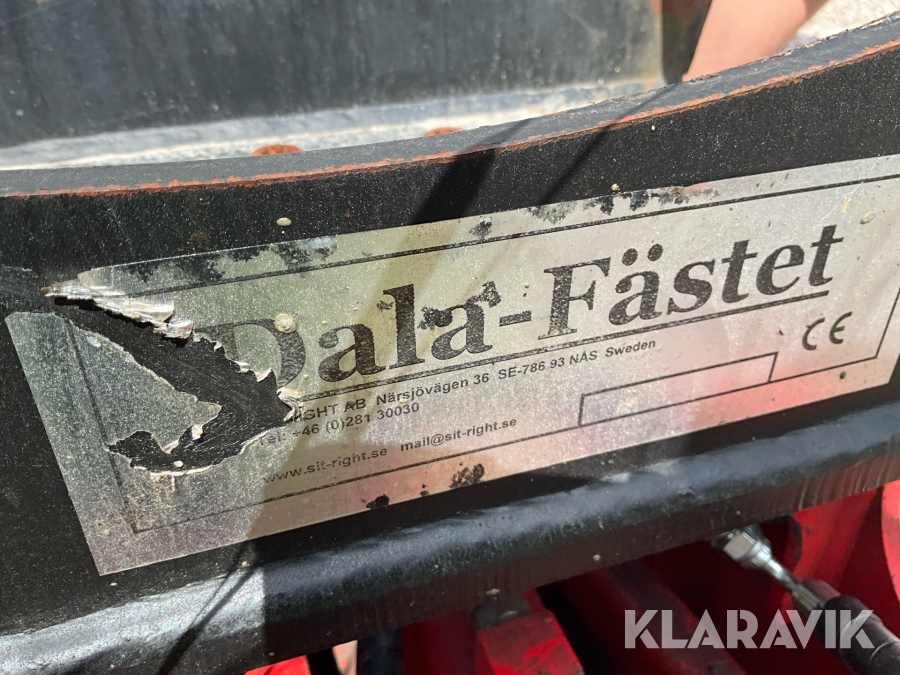 Dala-Fästet
RIGHT AB Närsjövägen 36 SE-786 93 NÅS Sweden
Tel: +46 (0)281 30030
www.sit-right.se mail@sit-right.se
CE
KLARAVIK